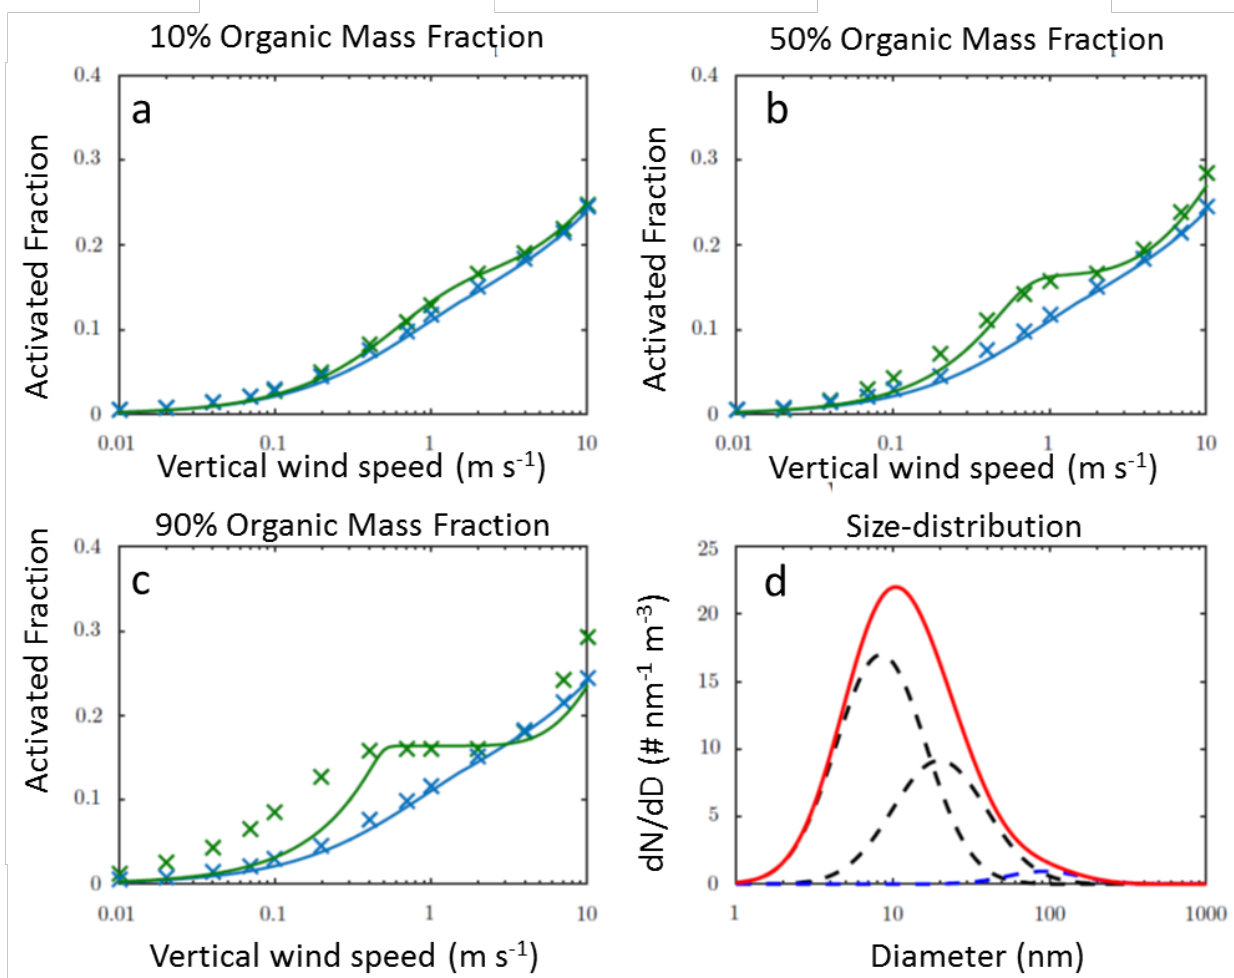 10% Organic Mass Fraction
50% Organic Mass Fraction
0.4
a
0.3
0.2
0.1
0
Activated Fraction
0.01
0.1
1
10
Vertical wind speed (m s-1)
0.4
b
0.3
0.2
0.1
0
Activated Fraction
0.01
0.1
1
10
Vertical wind speed (m s-1)
90% Organic Mass Fraction
Size-distribution
0.4
c
0.3
0.2
0.1
0
Activated Fraction
0.01
0.1
1
10
Vertical wind speed (m s-1)
25
d
20
15
10
5
0
dN/dD (# nm-1 m-3)
1
10
100
1000
Diameter (nm)